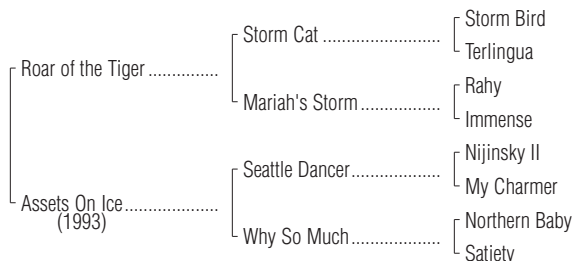 Storm Bird
Storm Cat ........................
Terlingua
Roar of the Tiger ..............
Rahy
Mariah's Storm................
Immense
Nijinsky II
Seattle Dancer..................
My Charmer
Assets On Ice...................
(1993)
Northern Baby
Why So Much..................
Satiety